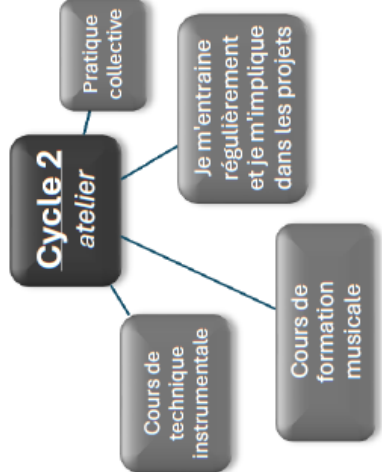 Cycle 2
atelier
Cours de
technique
instrumentale
Cours de
formation
musicale
Je m'entraine
régulièrement
et je m'implique
dans les projets
Pratique
collective